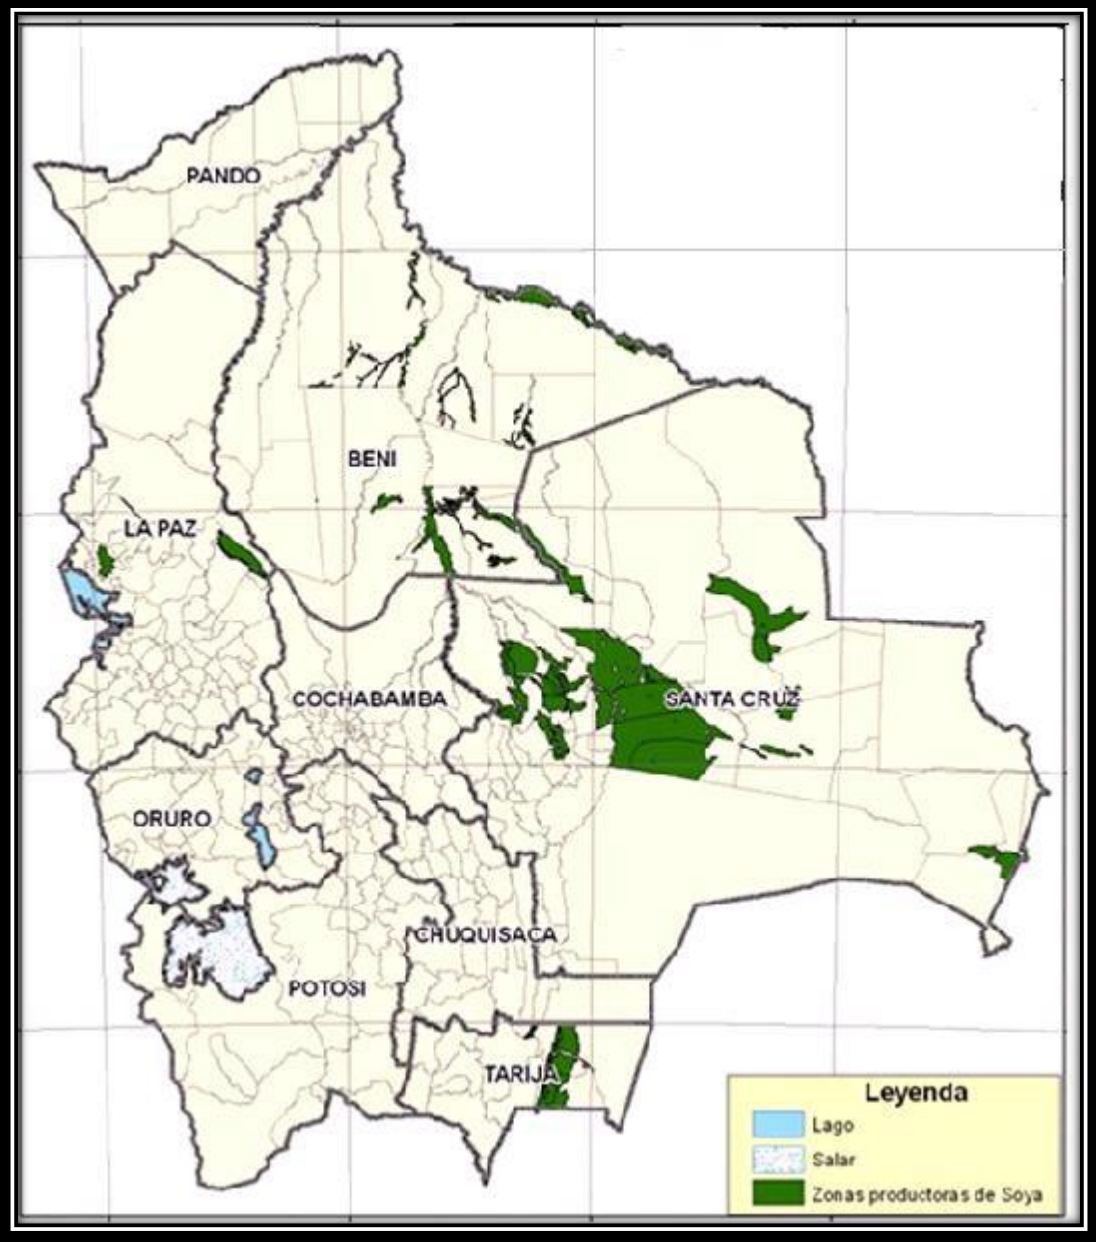 PANDO
BENI
LA PAZ
COCHABAMBA
SANTA CRUZ
ORURO
CHUQUISACA
POTOSI
TARIJA
Leyenda
Lago
Salar
Zonas productoras de Soya